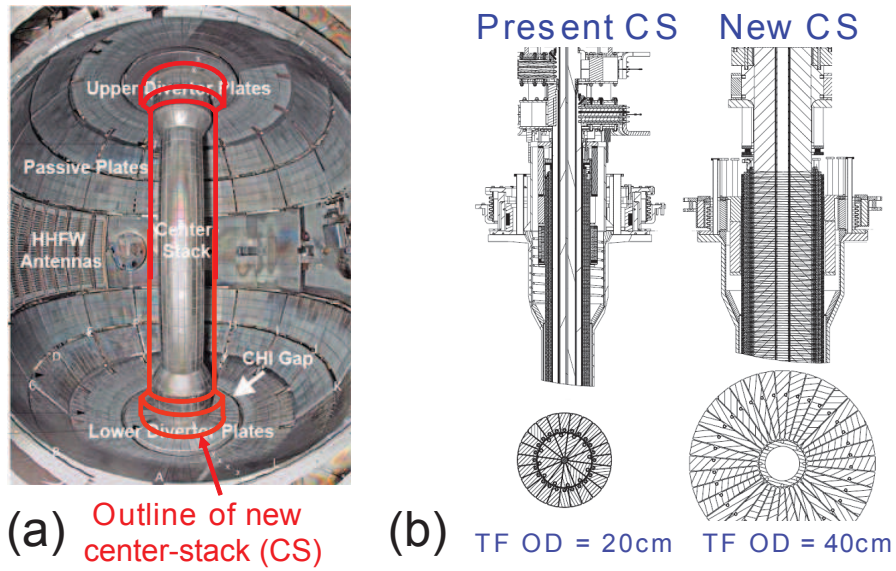 Upper Divertor Plates
Passive Plates
HHFW
Antennas
Center
Stack
CHI Gap
Lower Divertor Plates
(a)
Outline of new
center-stack (CS)
Present CS
New CS
(b)
TF OD = 20cm
TF OD = 40cm